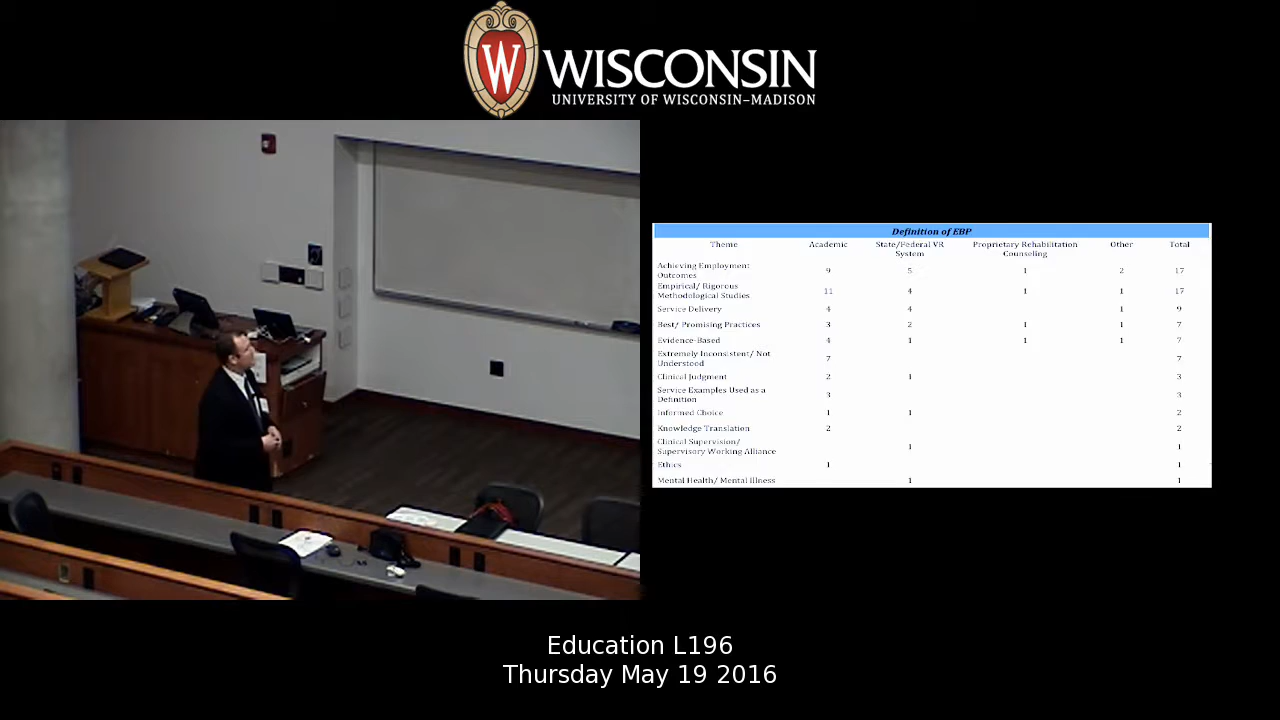 W
WISCONSIN
UNIVERSITY OF WISCONSIN–MADISON
Definition of EBP
Theme Academic State/Federal VR System Proprietary Rehabilitation Counseling Other Total
Achieving Employment Outcomes 9 5 1 2 17
Empirical/ Rigorous Methodological Studies 11 4 1 1 17
Service Delivery 4 4 1 9
Best/ Promising Practices 3 2 1 1 7
Evidence-Based 4 1 1 1 7
Extremely Inconsistent/ Not Understood 7 7
Clinical Judgment 2 1 3
Service Examples Used as a Definition 3 3
Informed Choice 1 1 2
Knowledge Translation 2 2
Clinical Supervision/ Supervisory Working Alliance 1 1
Ethics 1 1
Mental Health/ Mental Illness 1 1
Education L196
Thursday May 19 2016